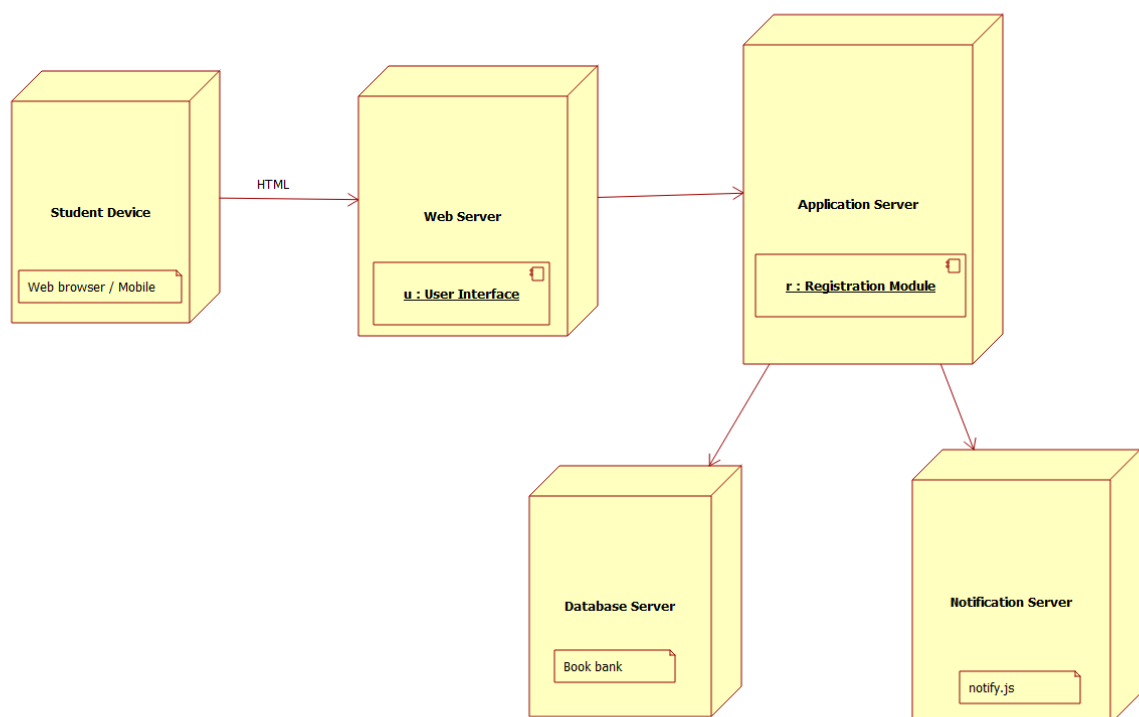 HTML
Student Device
Web browser / Mobile
Web Server
u : User Interface
Application Server
r : Registration Module
Database Server
Book bank
Notification Server
notify.js